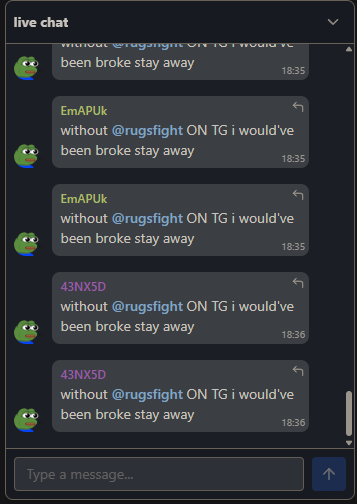 live chat
without @rugsfight ON TG i would've
been broke stay away
18:35
EmAPUk
without @rugsfight ON TG i would've
been broke stay away
18:35
EmAPUk
without @rugsfight ON TG i would've
been broke stay away
18:35
43NX5D
without @rugsfight ON TG i would've
been broke stay away
18:36
43NX5D
without @rugsfight ON TG i would've
been broke stay away
18:36
Type a message...